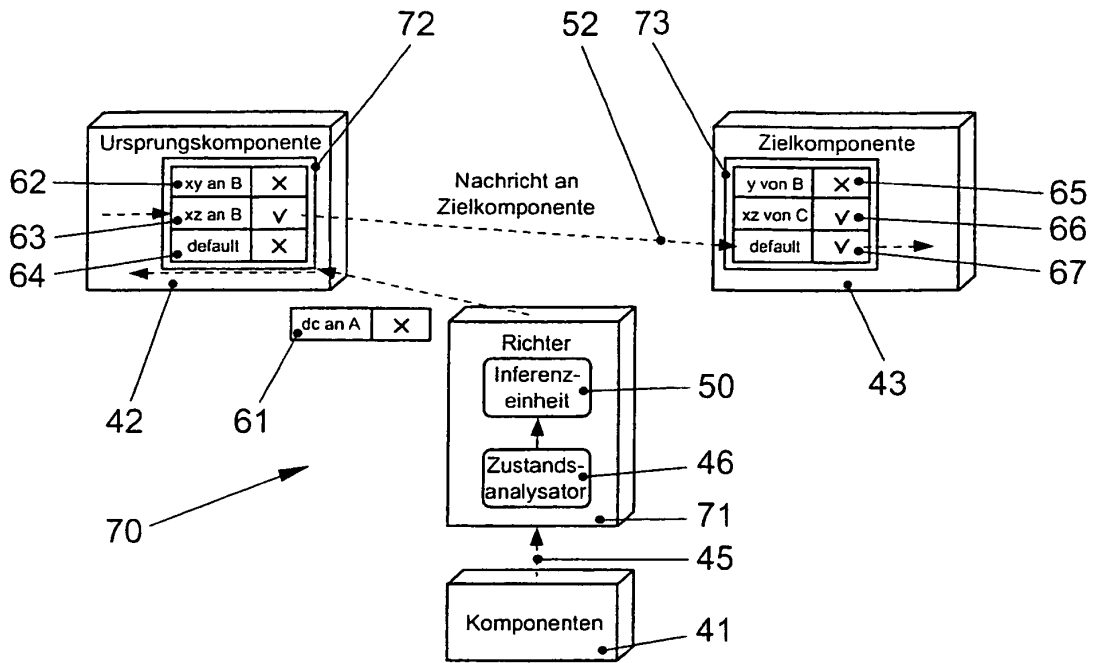 72
52
73
Ursprungskomponente
Zielkomponente
62
xy an B
63
xz an B
64
default
Nachricht an
Zielkomponente
y von B
65
xz von C
66
default
67
dc an A
42
61
43
Richter
Inferenz-
einheit
50
Zustands-
analysator
46
70
71
45
Komponenten
41